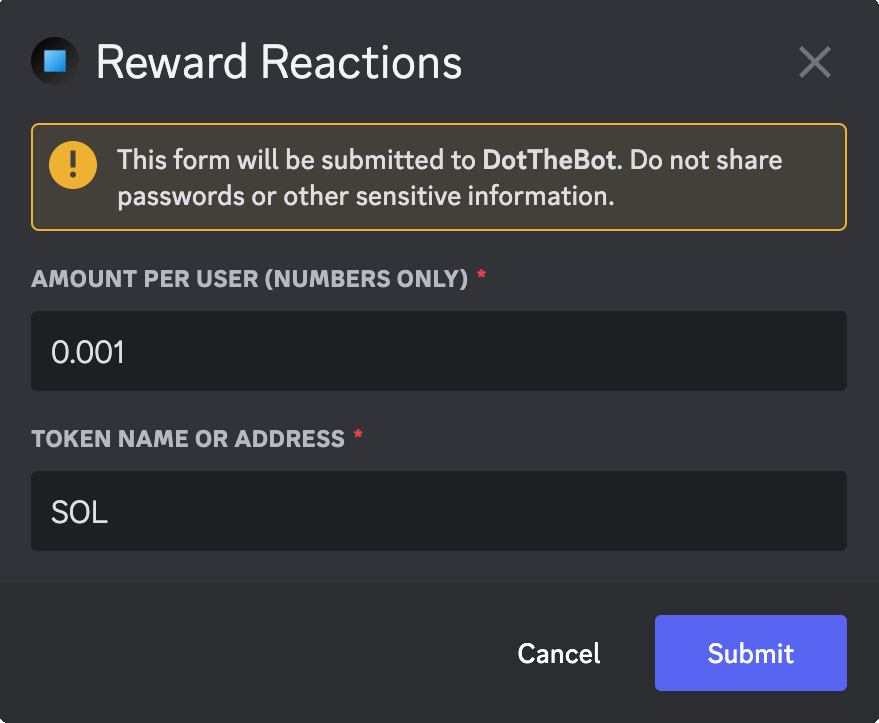 Reward Reactions
This form will be submitted to DotTheBot. Do not share
passwords or other sensitive information.
AMOUNT PER USER (NUMBERS ONLY) *
0.001
TOKEN NAME OR ADDRESS *
SOL
Cancel
Submit